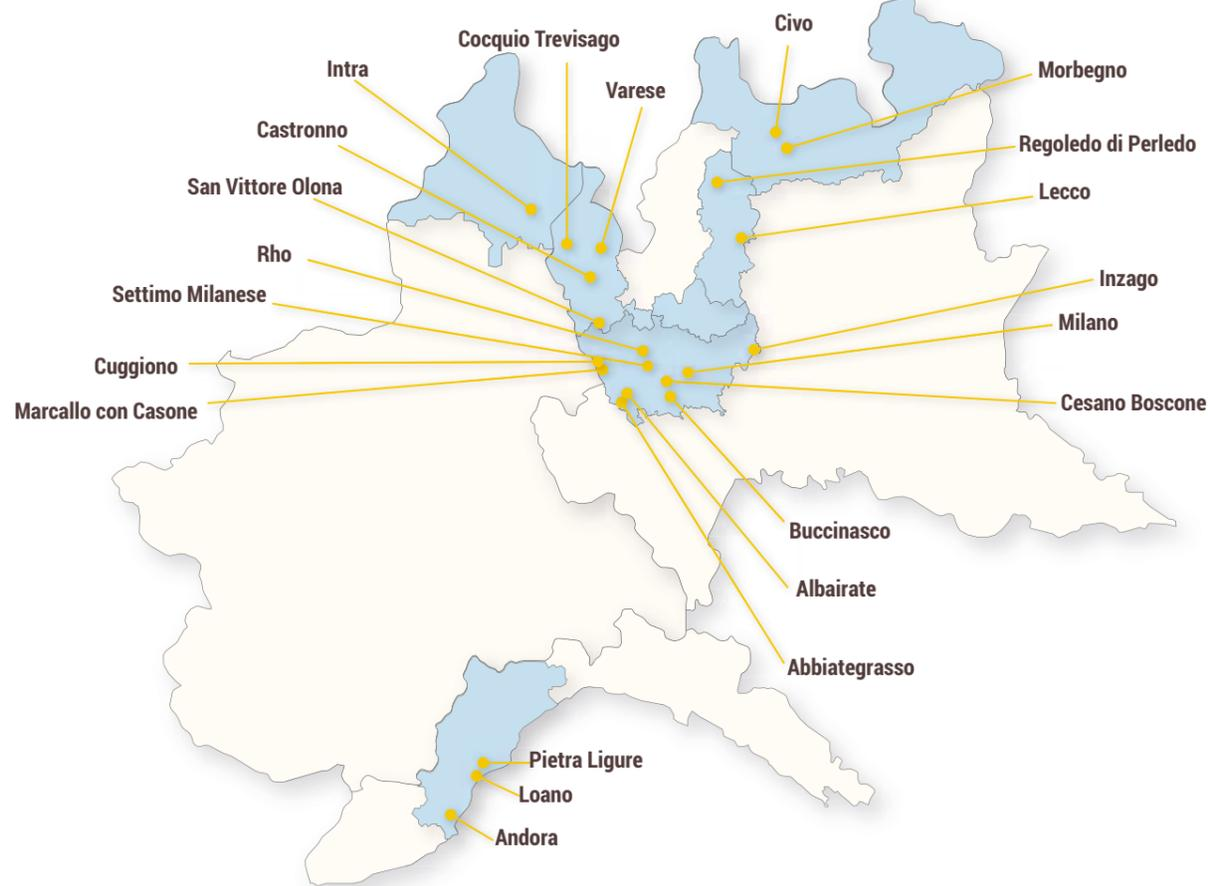 Civo
Cocquio Trevisago
Intra
Morbegno
Varese
Castronno
Regoledo di Perledo
San Vittore Olona
Lecco
Rho
Inzago
Settimo Milanese
Milano
Cuggiono
Cesano Boscone
Marcallo con Casone
Buccinasco
Albairate
Abbiategrasso
Pietra Ligure
Loano
Andora